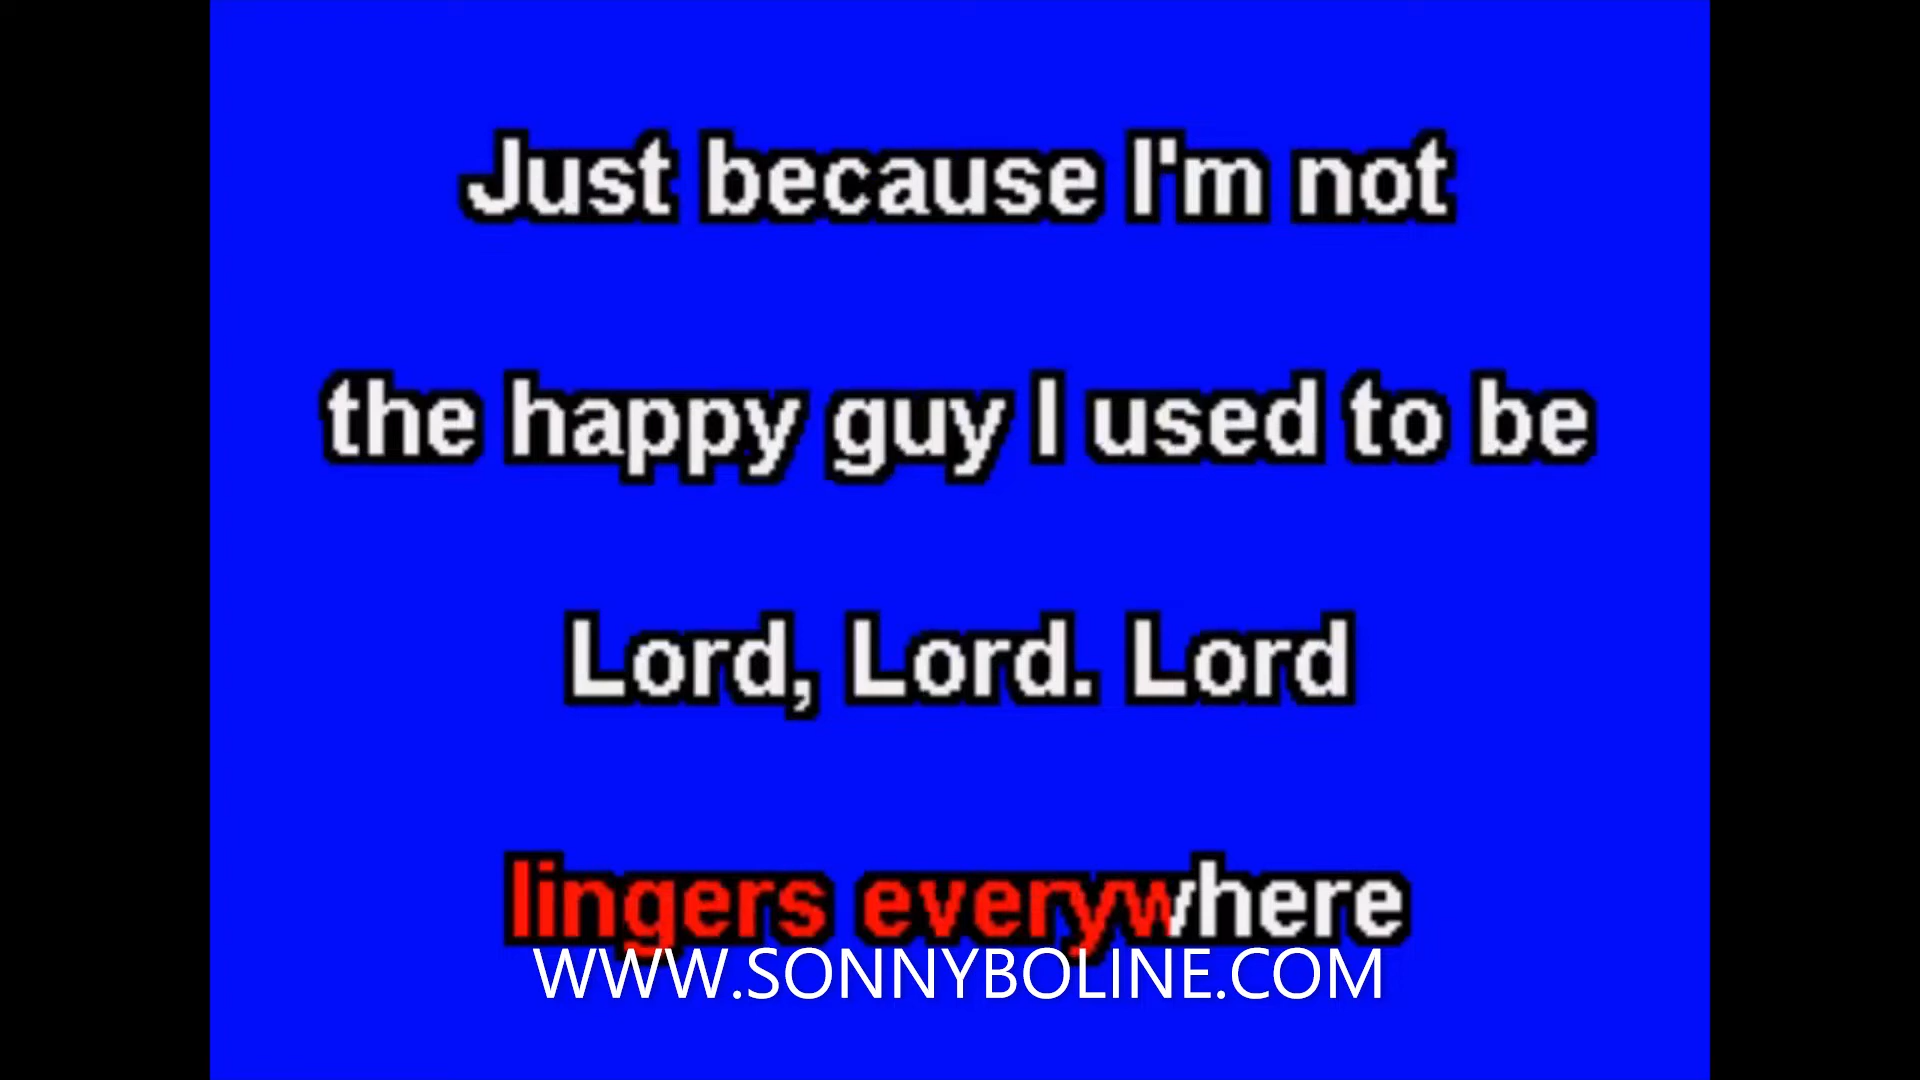 Just because I'm not
the happy guy I used to be
Lord, Lord. Lord
lingers everywhere
WWW.SONNYBOLINE.COM